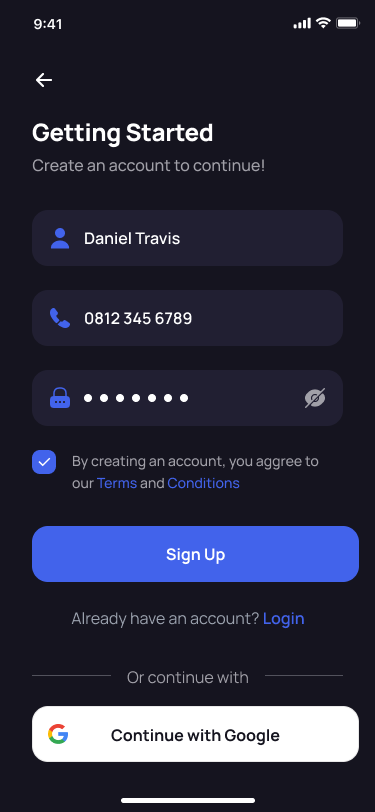 9:41
Getting Started
Create an account to continue!
Daniel Travis
0812 345 6789
By creating an account, you aggree to
our Terms and Conditions
Sign Up
Already have an account? Login
Or continue with
Continue with Google